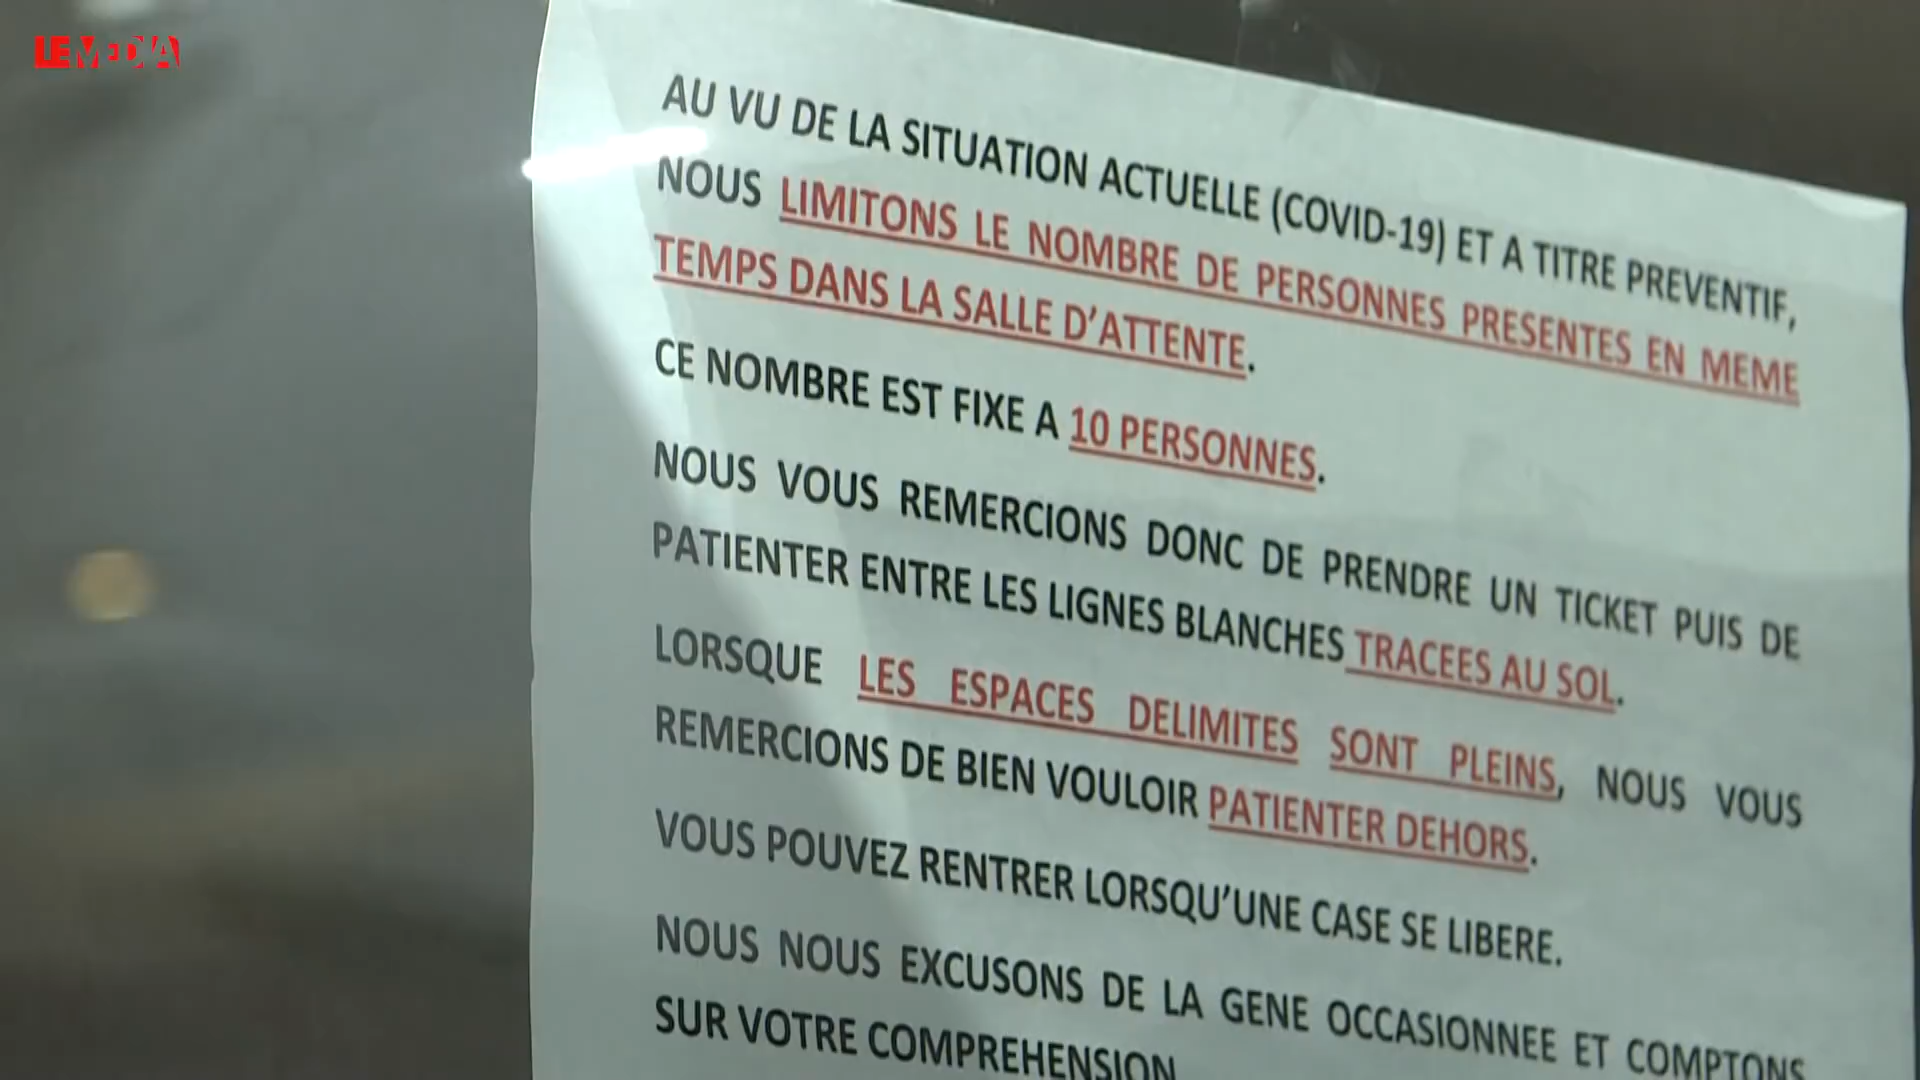 LEMEDIA
AU VU DE LA SITUATION ACTUELLE (COVID-19) ET A TITRE PREVENTIF,
NOUS LIMITONS LE NOMBRE DE PERSONNES PRESENTES EN MEME
TEMPS DANS LA SALLE D'ATTENTE.
CE NOMBRE EST FIXE A 10 PERSONNES.
NOUS VOUS REMERCIONS DONC DE PRENDRE UN TICKET PUIS DE
PATIENTER ENTRE LES LIGNES BLANCHES TRACEES AU SOL.
LORSQUE LES ESPACES DELIMITES SONT PLEINS, NOUS VOUS
REMERCIONS DE BIEN VOULOIR PATIENTER DEHORS.
VOUS POUVEZ RENTRER LORSQU'UNE CASE SE LIBERE.
NOUS NOUS EXCUSONS DE LA GENE OCCASIONNEE ET COMPTONS
SUR VOTRE COMPREHENSION